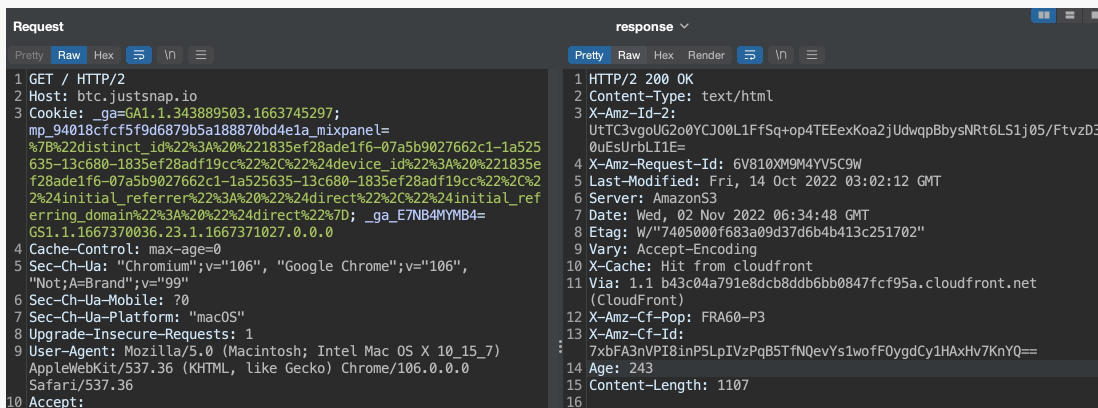 Request
Pretty Raw Hex \n
1 GET / HTTP/2
2 Host: btc.justsnap.io
3 Cookie: _ga=GA1.1.343889503.1663745297;
mp_94018cfcf5f9d6879b5a188870bd4e1a_mixpanel=
%7B%22distinct_id%22%3A%20%221835ef28ade1f6-07a5b9027662c1-1a525
635-13c680-1835ef28adf19cc%22%2C%22%24device_id%22%3A%20%221835e
f28ade1f6-07a5b9027662c1-1a525635-13c680-1835ef28adf19cc%22%2C%2
2%24initial_referrer%22%3A%20%22%24direct%22%2C%22%24initial_ref
erring_domain%22%3A%20%22%24direct%22%7D; _ga_E7NB4MYMB4=
GS1.1.1667370036.23.1.1667371027.0.0.0
4 Cache-Control: max-age=0
5 Sec-Ch-Ua: "Chromium";v="106", "Google Chrome";v="106",
"Not;A=Brand";v="99"
6 Sec-Ch-Ua-Mobile: ?0
7 Sec-Ch-Ua-Platform: "macOS"
8 Upgrade-Insecure-Requests: 1
9 User-Agent: Mozilla/5.0 (Macintosh; Intel Mac OS X 10_15_7)
AppleWebKit/537.36 (KHTML, like Gecko) Chrome/106.0.0.0
Safari/537.36
10 Accept:
response
Pretty Raw Hex Render \n
1 HTTP/2 200 OK
2 Content-Type: text/html
3 X-Amz-Id-2:
UtTC3vgoUG2o0YCJO0L1FfSq+op4TEEexKoa2jUdwqpBbysNRt6LS1j05/FtvzD3
0uEsUrbLI1E=
4 X-Amz-Request-Id: 6V810XM9M4YV5C9W
5 Last-Modified: Fri, 14 Oct 2022 03:02:12 GMT
6 Server: AmazonS3
7 Date: Wed, 02 Nov 2022 06:34:48 GMT
8 Etag: W/"7405000f683a09d37d6b4b413c251702"
9 Vary: Accept-Encoding
10 X-Cache: Hit from cloudfront
11 Via: 1.1 b43c04a791e8dcb8ddb6bb0847fcf95a.cloudfront.net
(CloudFront)
12 X-Amz-Cf-Pop: FRA60-P3
13 X-Amz-Cf-Id:
7xbFA3nVPI8inP5LpIVzPqB5TfNQevYs1wofFOygdCy1HAxHv7KnYQ==
14 Age: 243
15 Content-Length: 1107
16